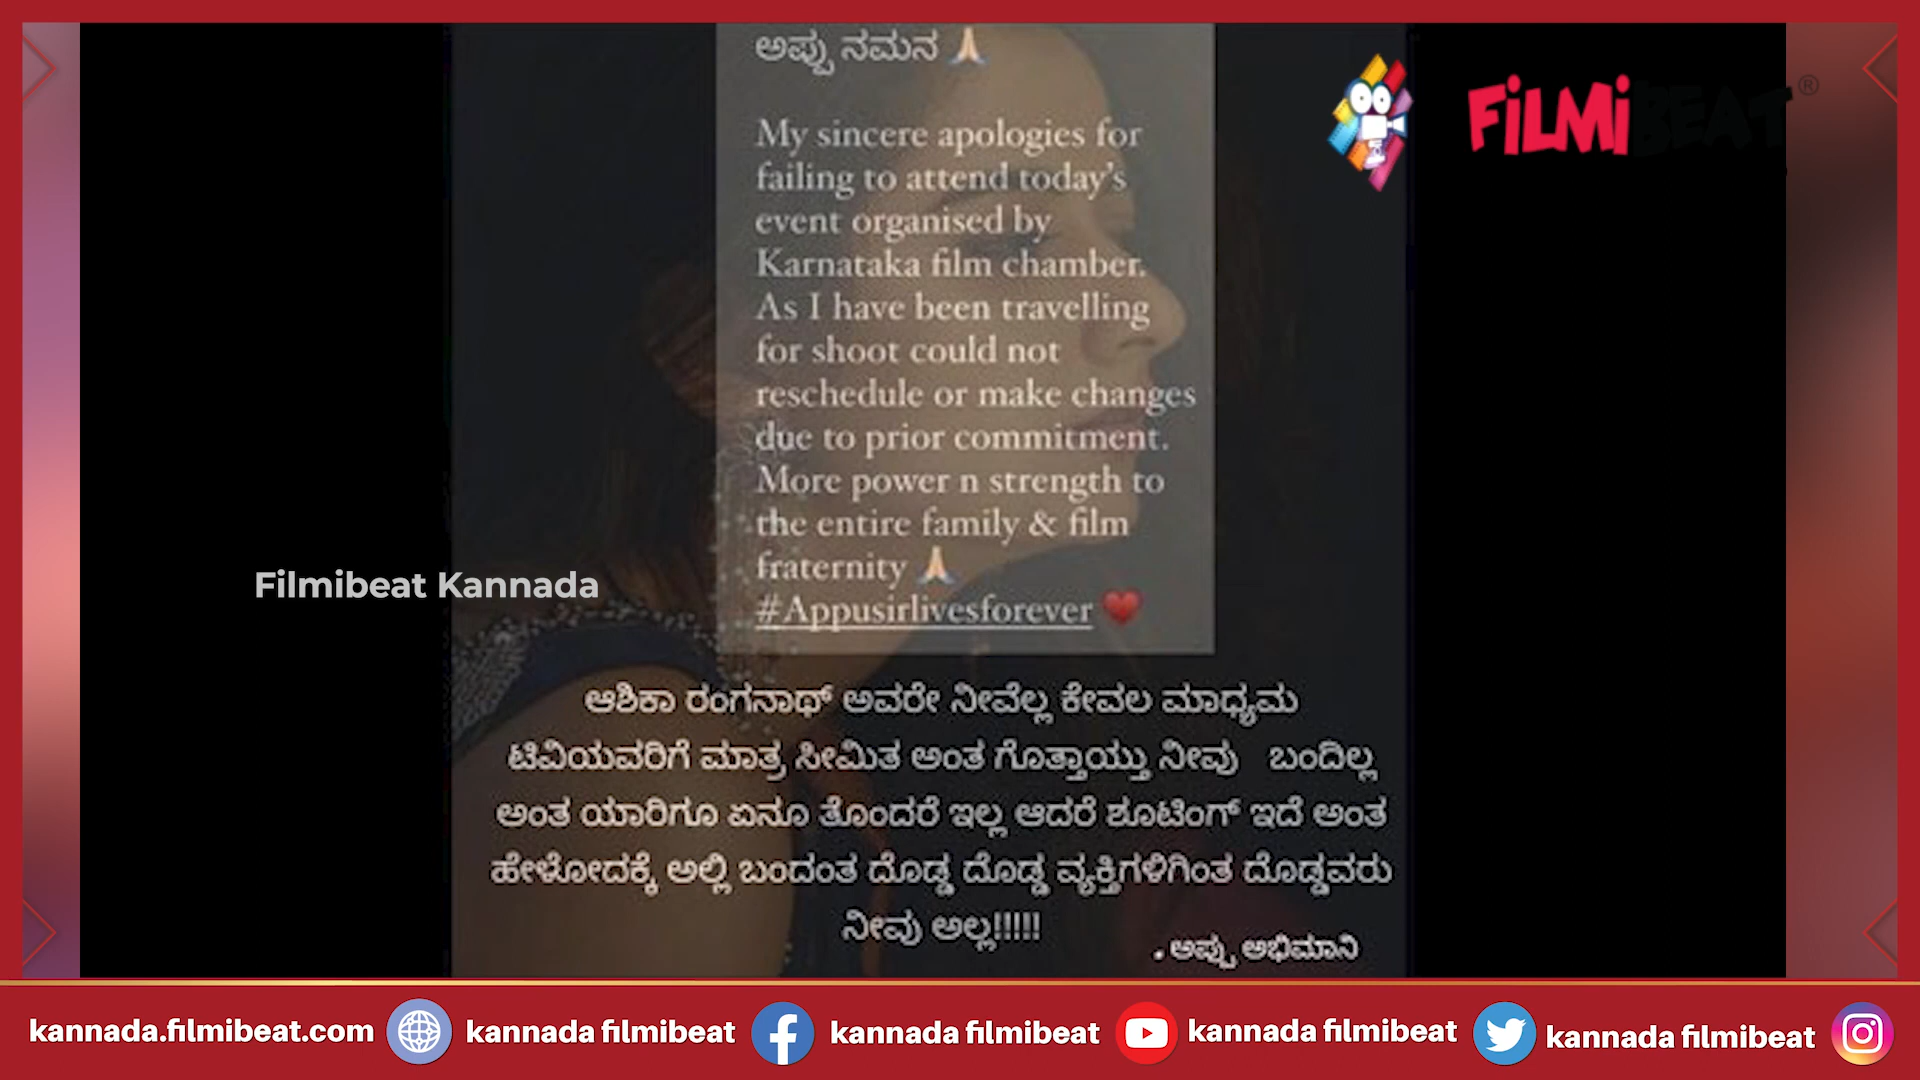 ಅಪ್ಪು ನಮನ 🙏🏻
My sincere apologies for
failing to attend today's
event organised by
Karnataka film chamber.
As I have been travelling
for shoot could not
reschedule or make changes
due to prior commitment.
More power n strength to
the entire family & film
fraternity 🙏🏻
#Appusirlivesforever ❤️
FiLMiBEAT®
Filmibeat Kannada
ಆಶಿಕಾ ರಂಗನಾಥ್ ಅವರೇ ನೀವೆಲ್ಲ ಕೇವಲ ಮಾಧ್ಯಮ
ಟಿವಿಯವರಿಗೆ ಮಾತ್ರ ಸೀಮಿತ ಅಂತ ಗೊತ್ತಾಯ್ತು ನೀವು ಬಂದಿಲ್ಲ
ಅಂತ ಯಾರಿಗೂ ಏನೂ ತೊಂದರೆ ಇಲ್ಲ ಆದರೆ ಶೂಟಿಂಗ್ ಇದೆ ಅಂತ
ಹೇಳೋದಕ್ಕೆ ಅಲ್ಲಿ ಬಂದಂತ ದೊಡ್ಡ ದೊಡ್ಡ ವ್ಯಕ್ತಿಗಳಿಗಿಂತ ದೊಡ್ಡವರು
ನೀವು ಅಲ್ಲ!!!!!
. ಅಪ್ಪು ಅಭಿಮಾನಿ
kannada.filmibeat.com kannada filmibeat kannada filmibeat kannada filmibeat kannada filmibeat